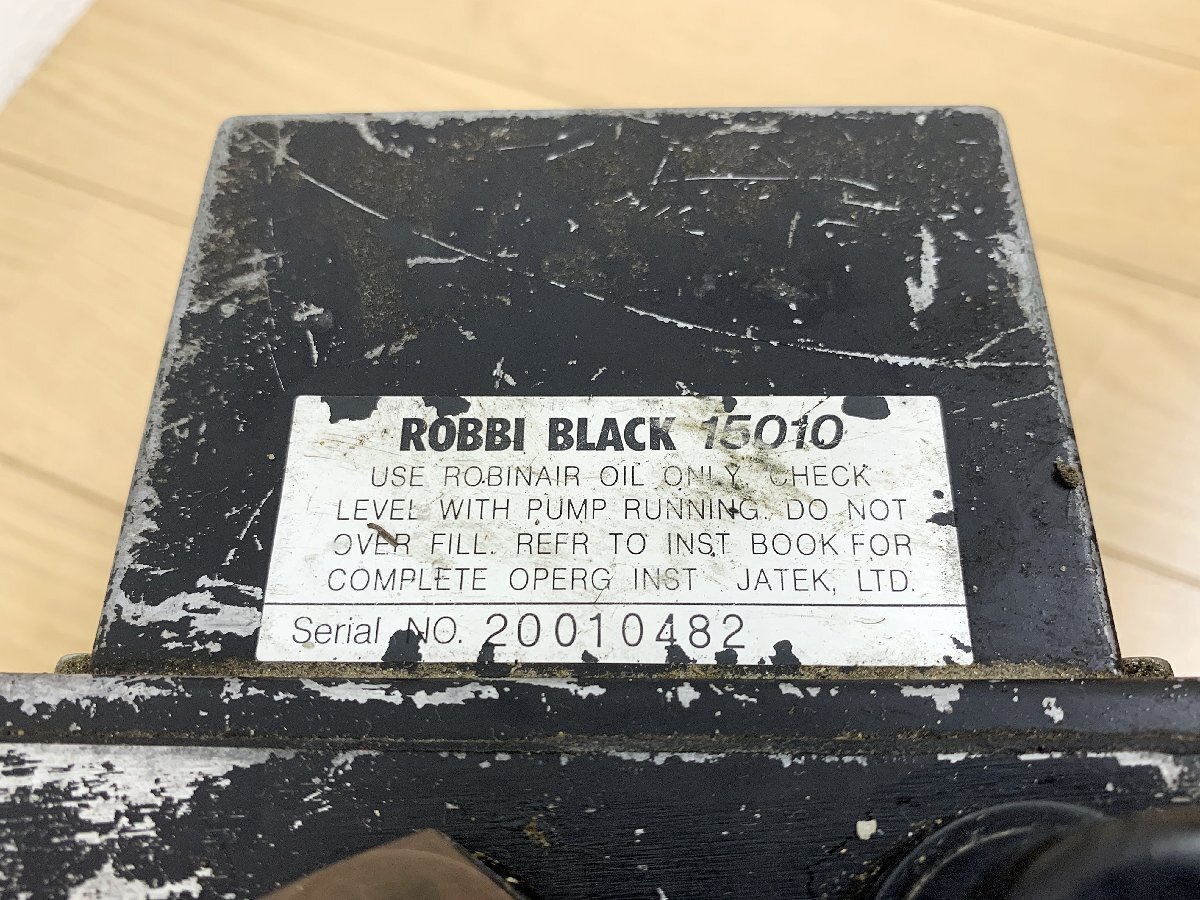 ROBBI BLACK 15010
USE ROBINAIR OIL ONLY. CHECK
LEVEL WITH PUMP RUNNING. DO NOT
OVER FILL. REFR TO INST BOOK FOR
COMPLETE OPERG INST JATEK, LTD.
Serial NO. 20010482